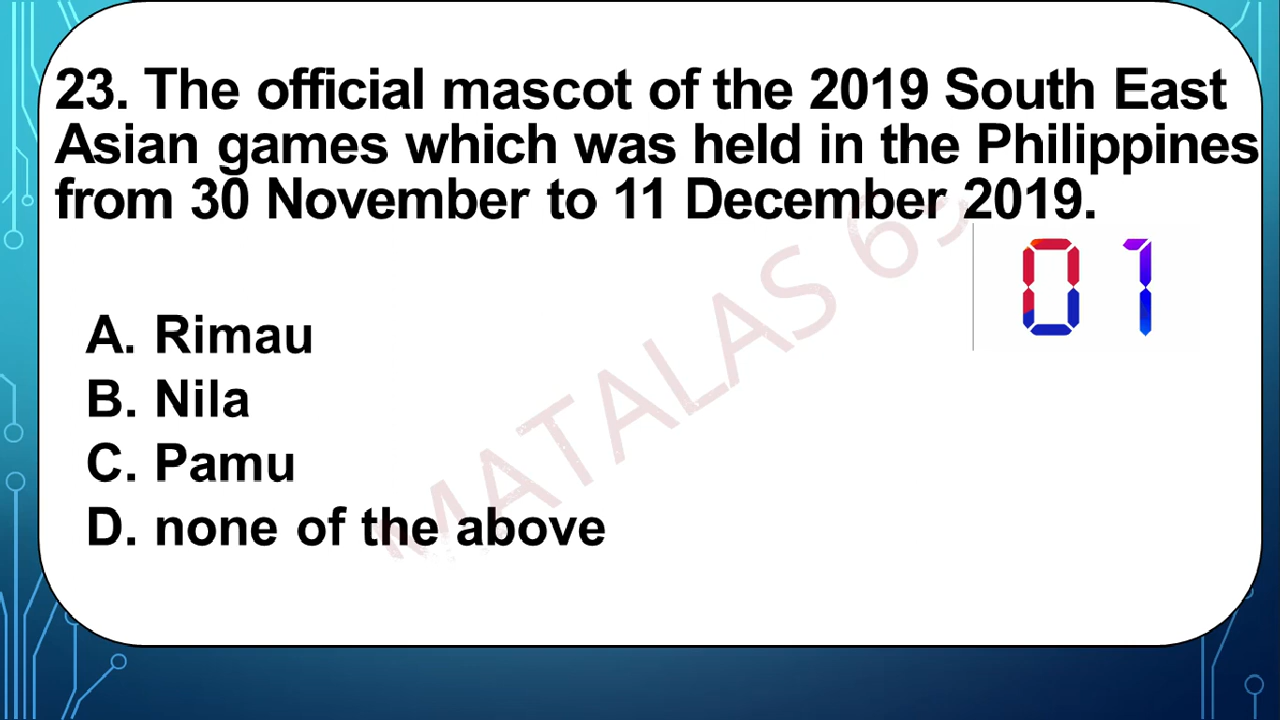 23. The official mascot of the 2019 South East
Asian games which was held in the Philippines
from 30 November to 11 December 2019.
01
A. Rimau
B. Nila
C. Pamu
D. none of the above